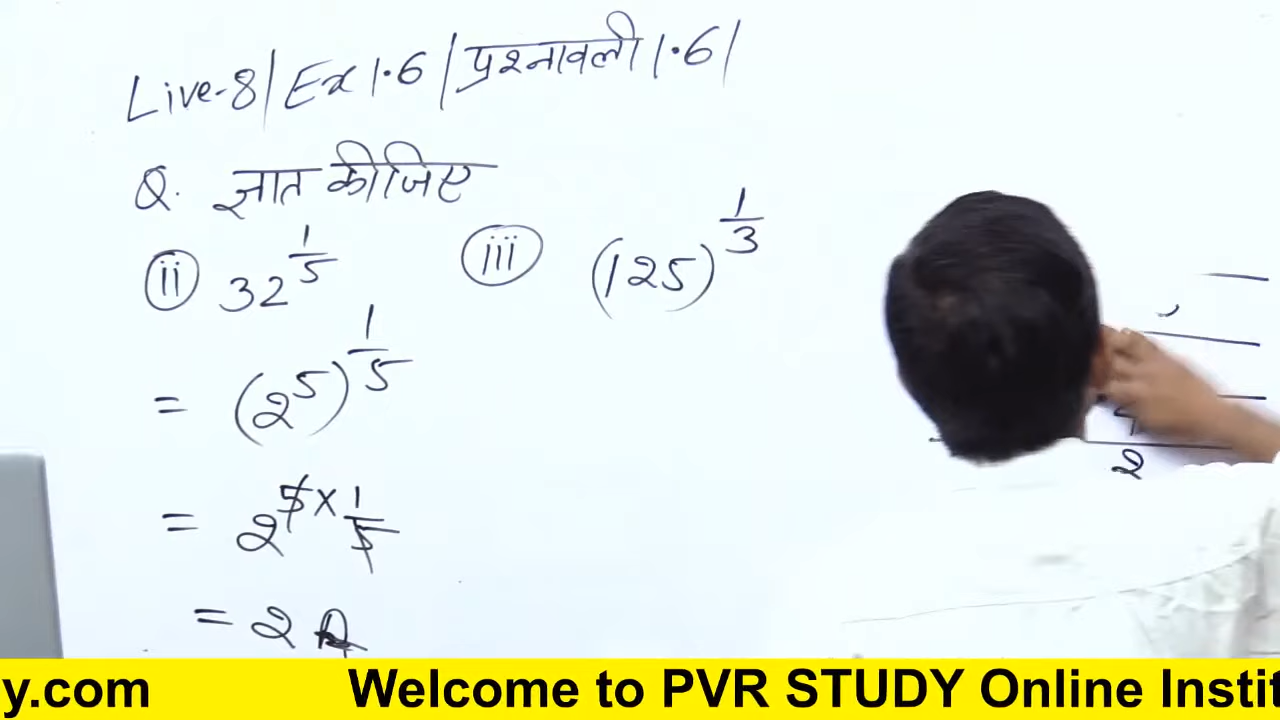 Live-8| Ex 1.6 | प्रश्नावली 1.6 |
Q. ज्ञात कीजिए
(ii) 32^(1/5) (iii) (125)^(1/3)
= (2^5)^(1/5)
= 2^(5×1/5)
= 2 A
2
y.com Welcome to PVR STUDY Online Instit